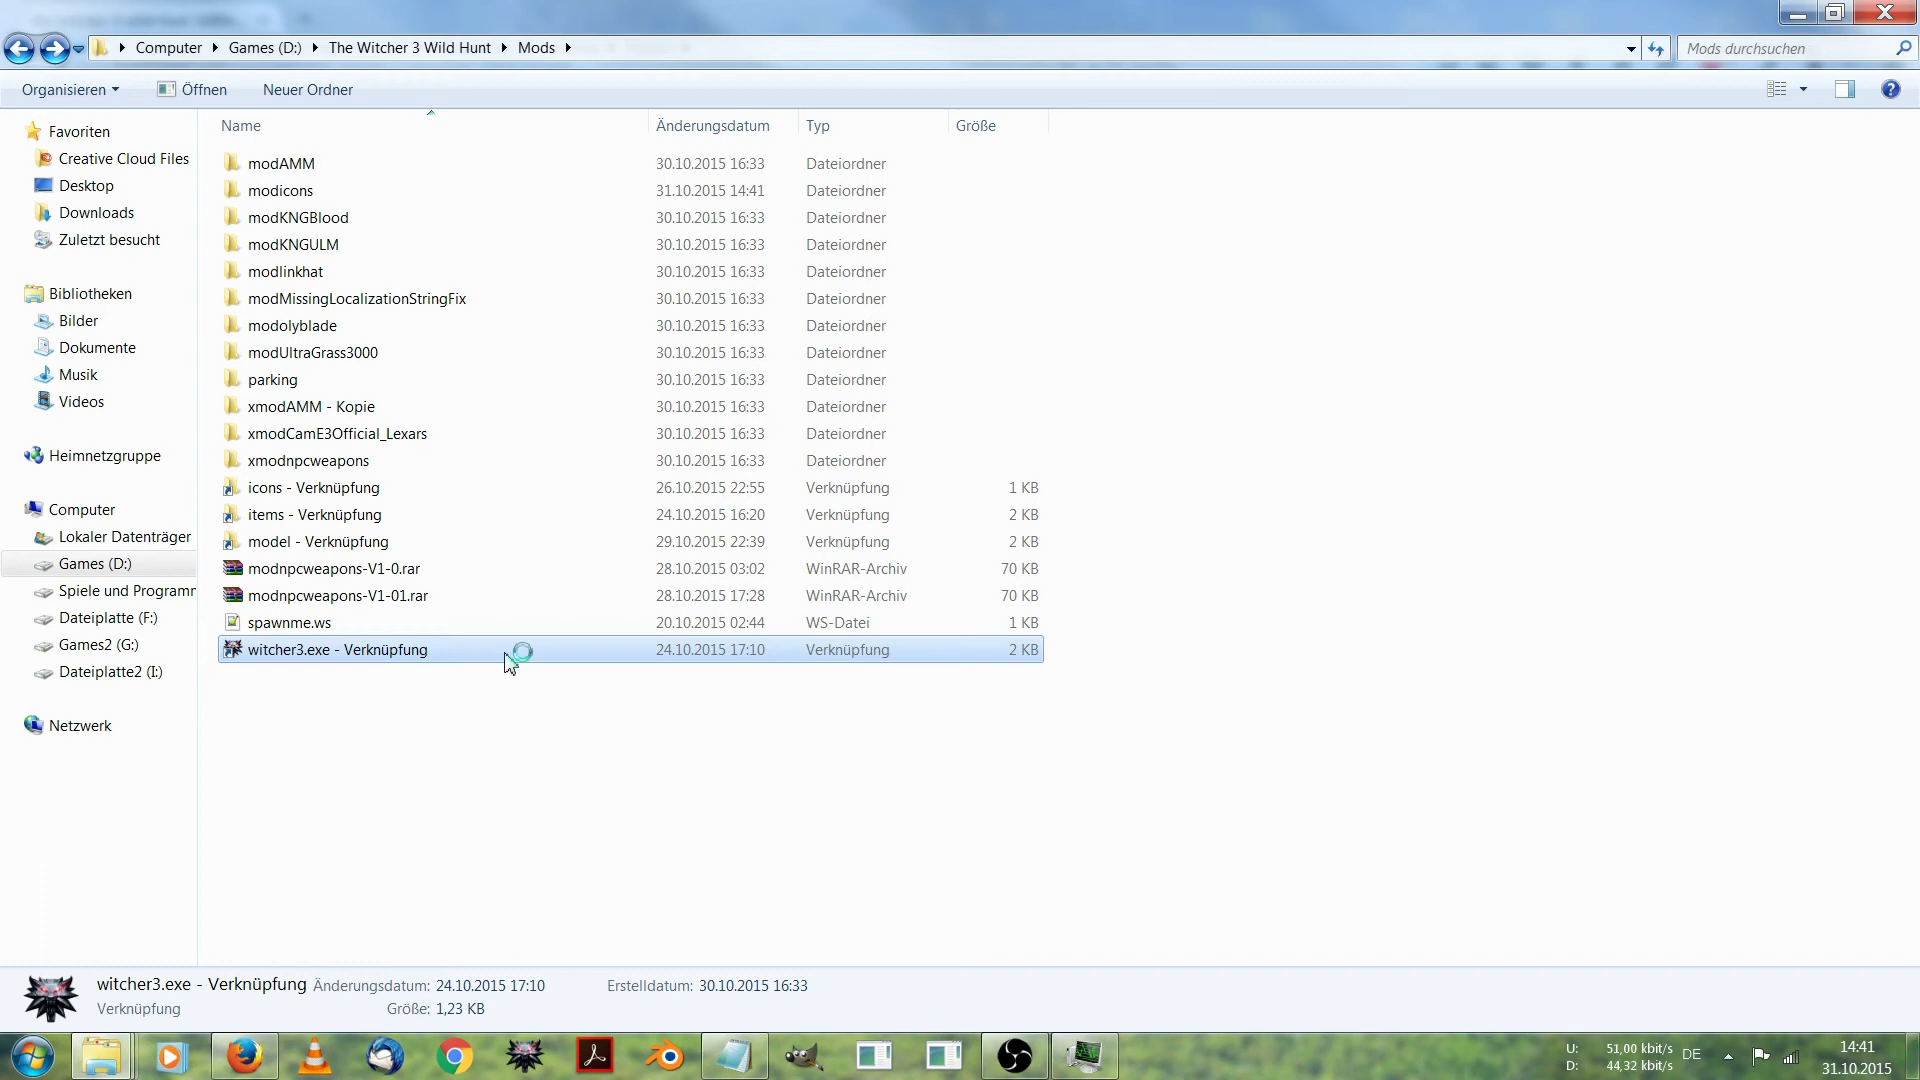 Computer Games (D:) The Witcher 3 Wild Hunt Mods Mods durchsuchen
Organisieren Öffnen Neuer Ordner
Name Änderungsdatum Typ Größe
Favoriten
Creative Cloud Files
Desktop
Downloads
Zuletzt besucht
Bibliotheken
Bilder
Dokumente
Musik
Videos
Heimnetzgruppe
Computer
Lokaler Datenträger
Games (D:)
Spiele und Programm
Dateiplatte (F:)
Games2 (G:)
Dateiplatte2 (I:)
Netzwerk
modAMM 30.10.2015 16:33 Dateiordner
modicons 31.10.2015 14:41 Dateiordner
modKNGBlood 30.10.2015 16:33 Dateiordner
modKNGULM 30.10.2015 16:33 Dateiordner
modlinkhat 30.10.2015 16:33 Dateiordner
modMissingLocalizationStringFix 30.10.2015 16:33 Dateiordner
modolyblade 30.10.2015 16:33 Dateiordner
modUltraGrass3000 30.10.2015 16:33 Dateiordner
parking 30.10.2015 16:33 Dateiordner
xmodAMM - Kopie 30.10.2015 16:33 Dateiordner
xmodCamE3Official_Lexars 30.10.2015 16:33 Dateiordner
xmodnpcweapons 30.10.2015 16:33 Dateiordner
icons - Verknüpfung 26.10.2015 22:55 Verknüpfung 1 KB
items - Verknüpfung 24.10.2015 16:20 Verknüpfung 2 KB
model - Verknüpfung 29.10.2015 22:39 Verknüpfung 2 KB
modnpcweapons-V1-0.rar 28.10.2015 03:02 WinRAR-Archiv 70 KB
modnpcweapons-V1-01.rar 28.10.2015 17:28 WinRAR-Archiv 70 KB
spawnme.ws 20.10.2015 02:44 WS-Datei 1 KB
witcher3.exe - Verknüpfung 24.10.2015 17:10 Verknüpfung 2 KB
witcher3.exe - Verknüpfung Änderungsdatum: 24.10.2015 17:10 Erstelldatum: 30.10.2015 16:33
Verknüpfung Größe: 1,23 KB
U: 51,00 kbit/s DE 14:41
D: 44,32 kbit/s 31.10.2015